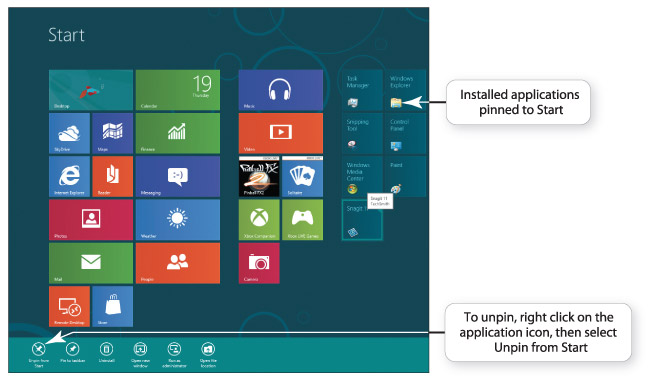 Start
19
Thursday
Desktop
Calendar
Music
Task
Manager
Windows
Explorer
Installed applications
pinned to Start
SkyDrive
Maps
Finance
Video
Snipping
Tool
Control
Panel
Internet Explorer
Reader
Messaging
Pinball FX2
Solitaire
Windows
Media
Center
Paint
Snagit 11
TechSmith
Snagit
Photos
Weather
Xbox Companion
Xbox LIVE Games
Mail
People
Camera
Remote Desktop
Store
To unpin, right click on the
application icon, then select
Unpin from Start
Unpin from
Start
Pin to taskbar
Uninstall
Open new
window
Run as
administrator
Open file
location